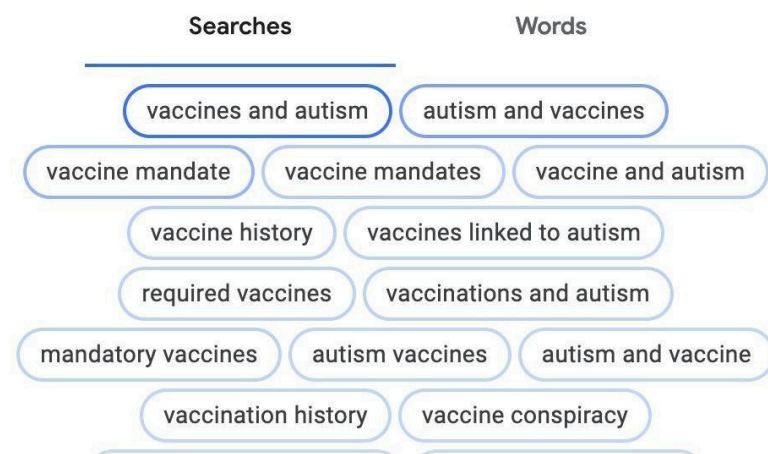 Searches Words
vaccines and autism autism and vaccines
vaccine mandate vaccine mandates vaccine and autism
vaccine history vaccines linked to autism
required vaccines vaccinations and autism
mandatory vaccines autism vaccines autism and vaccine
vaccination history vaccine conspiracy